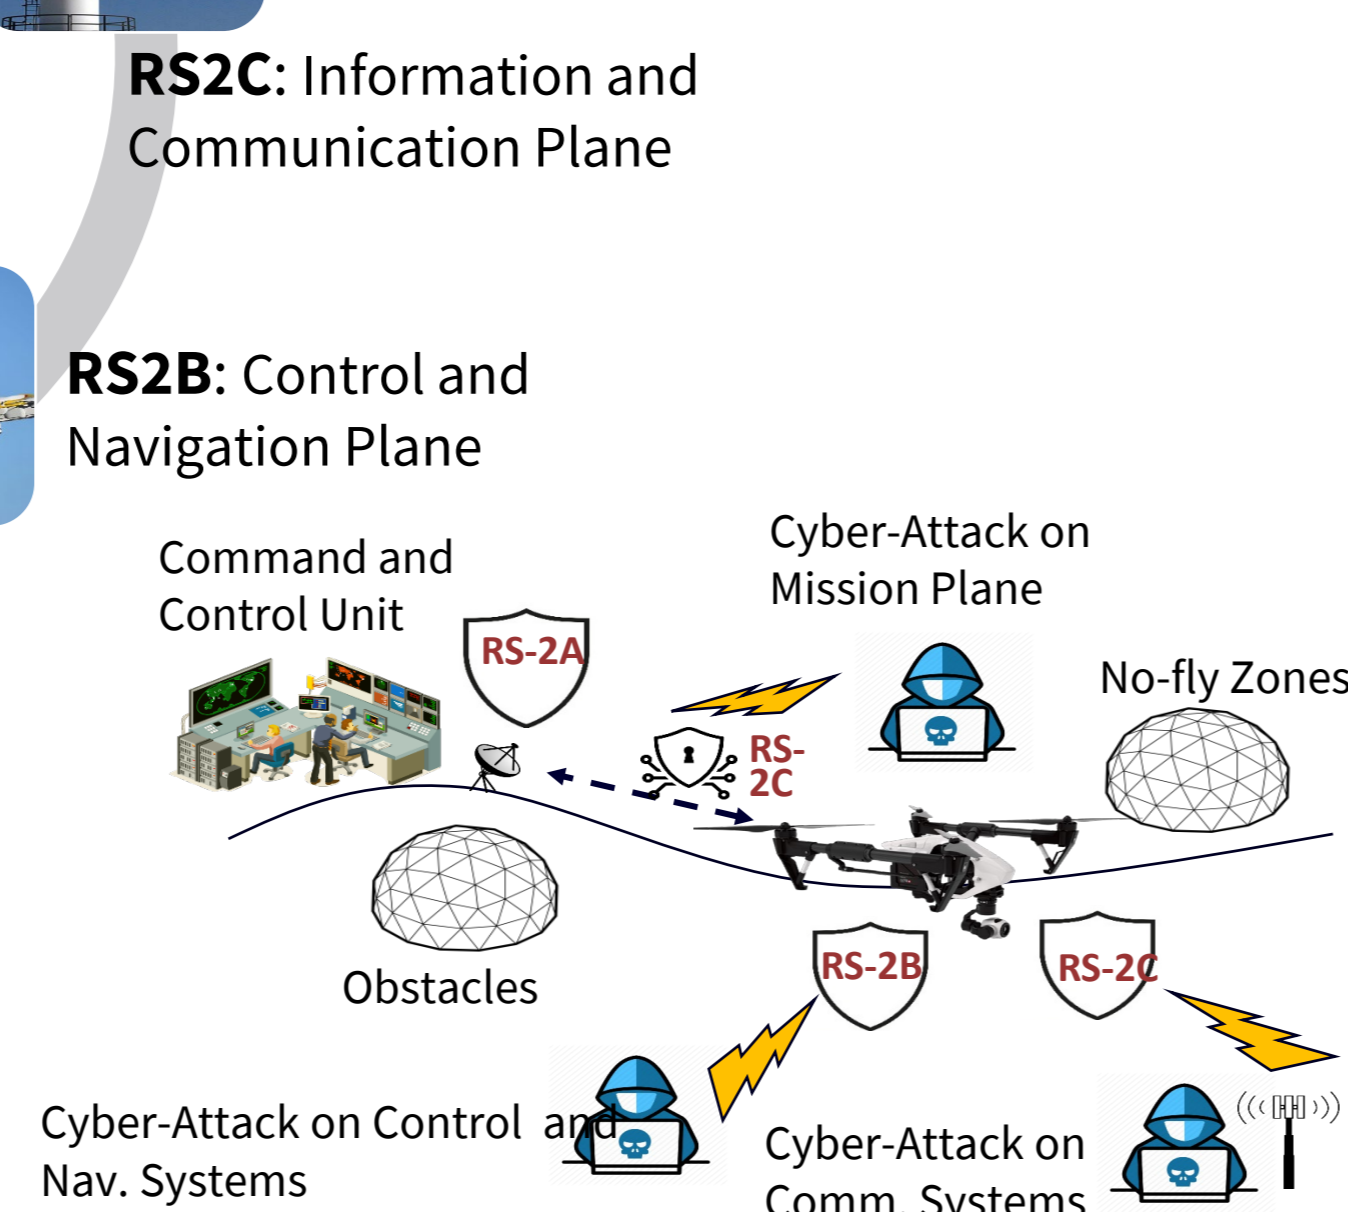 RS2C: Information and
Communication Plane
RS2B: Control and
Navigation Plane
Command and
Control Unit
Cyber-Attack on
Mission Plane
RS-2A
No-fly Zones
RS-
2C
Obstacles
RS-2B
RS-2C
Cyber-Attack on Control and
Nav. Systems
Cyber-Attack on
Comm. Systems